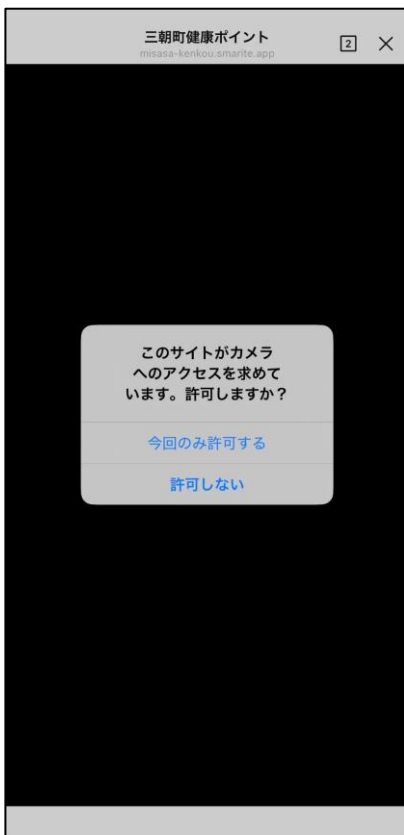 三朝町健康ポイント
misasa-kenkou.smarite.app
2
このサイトがカメラ
へのアクセスを求めて
います。許可しますか？
今回のみ許可する
許可しない